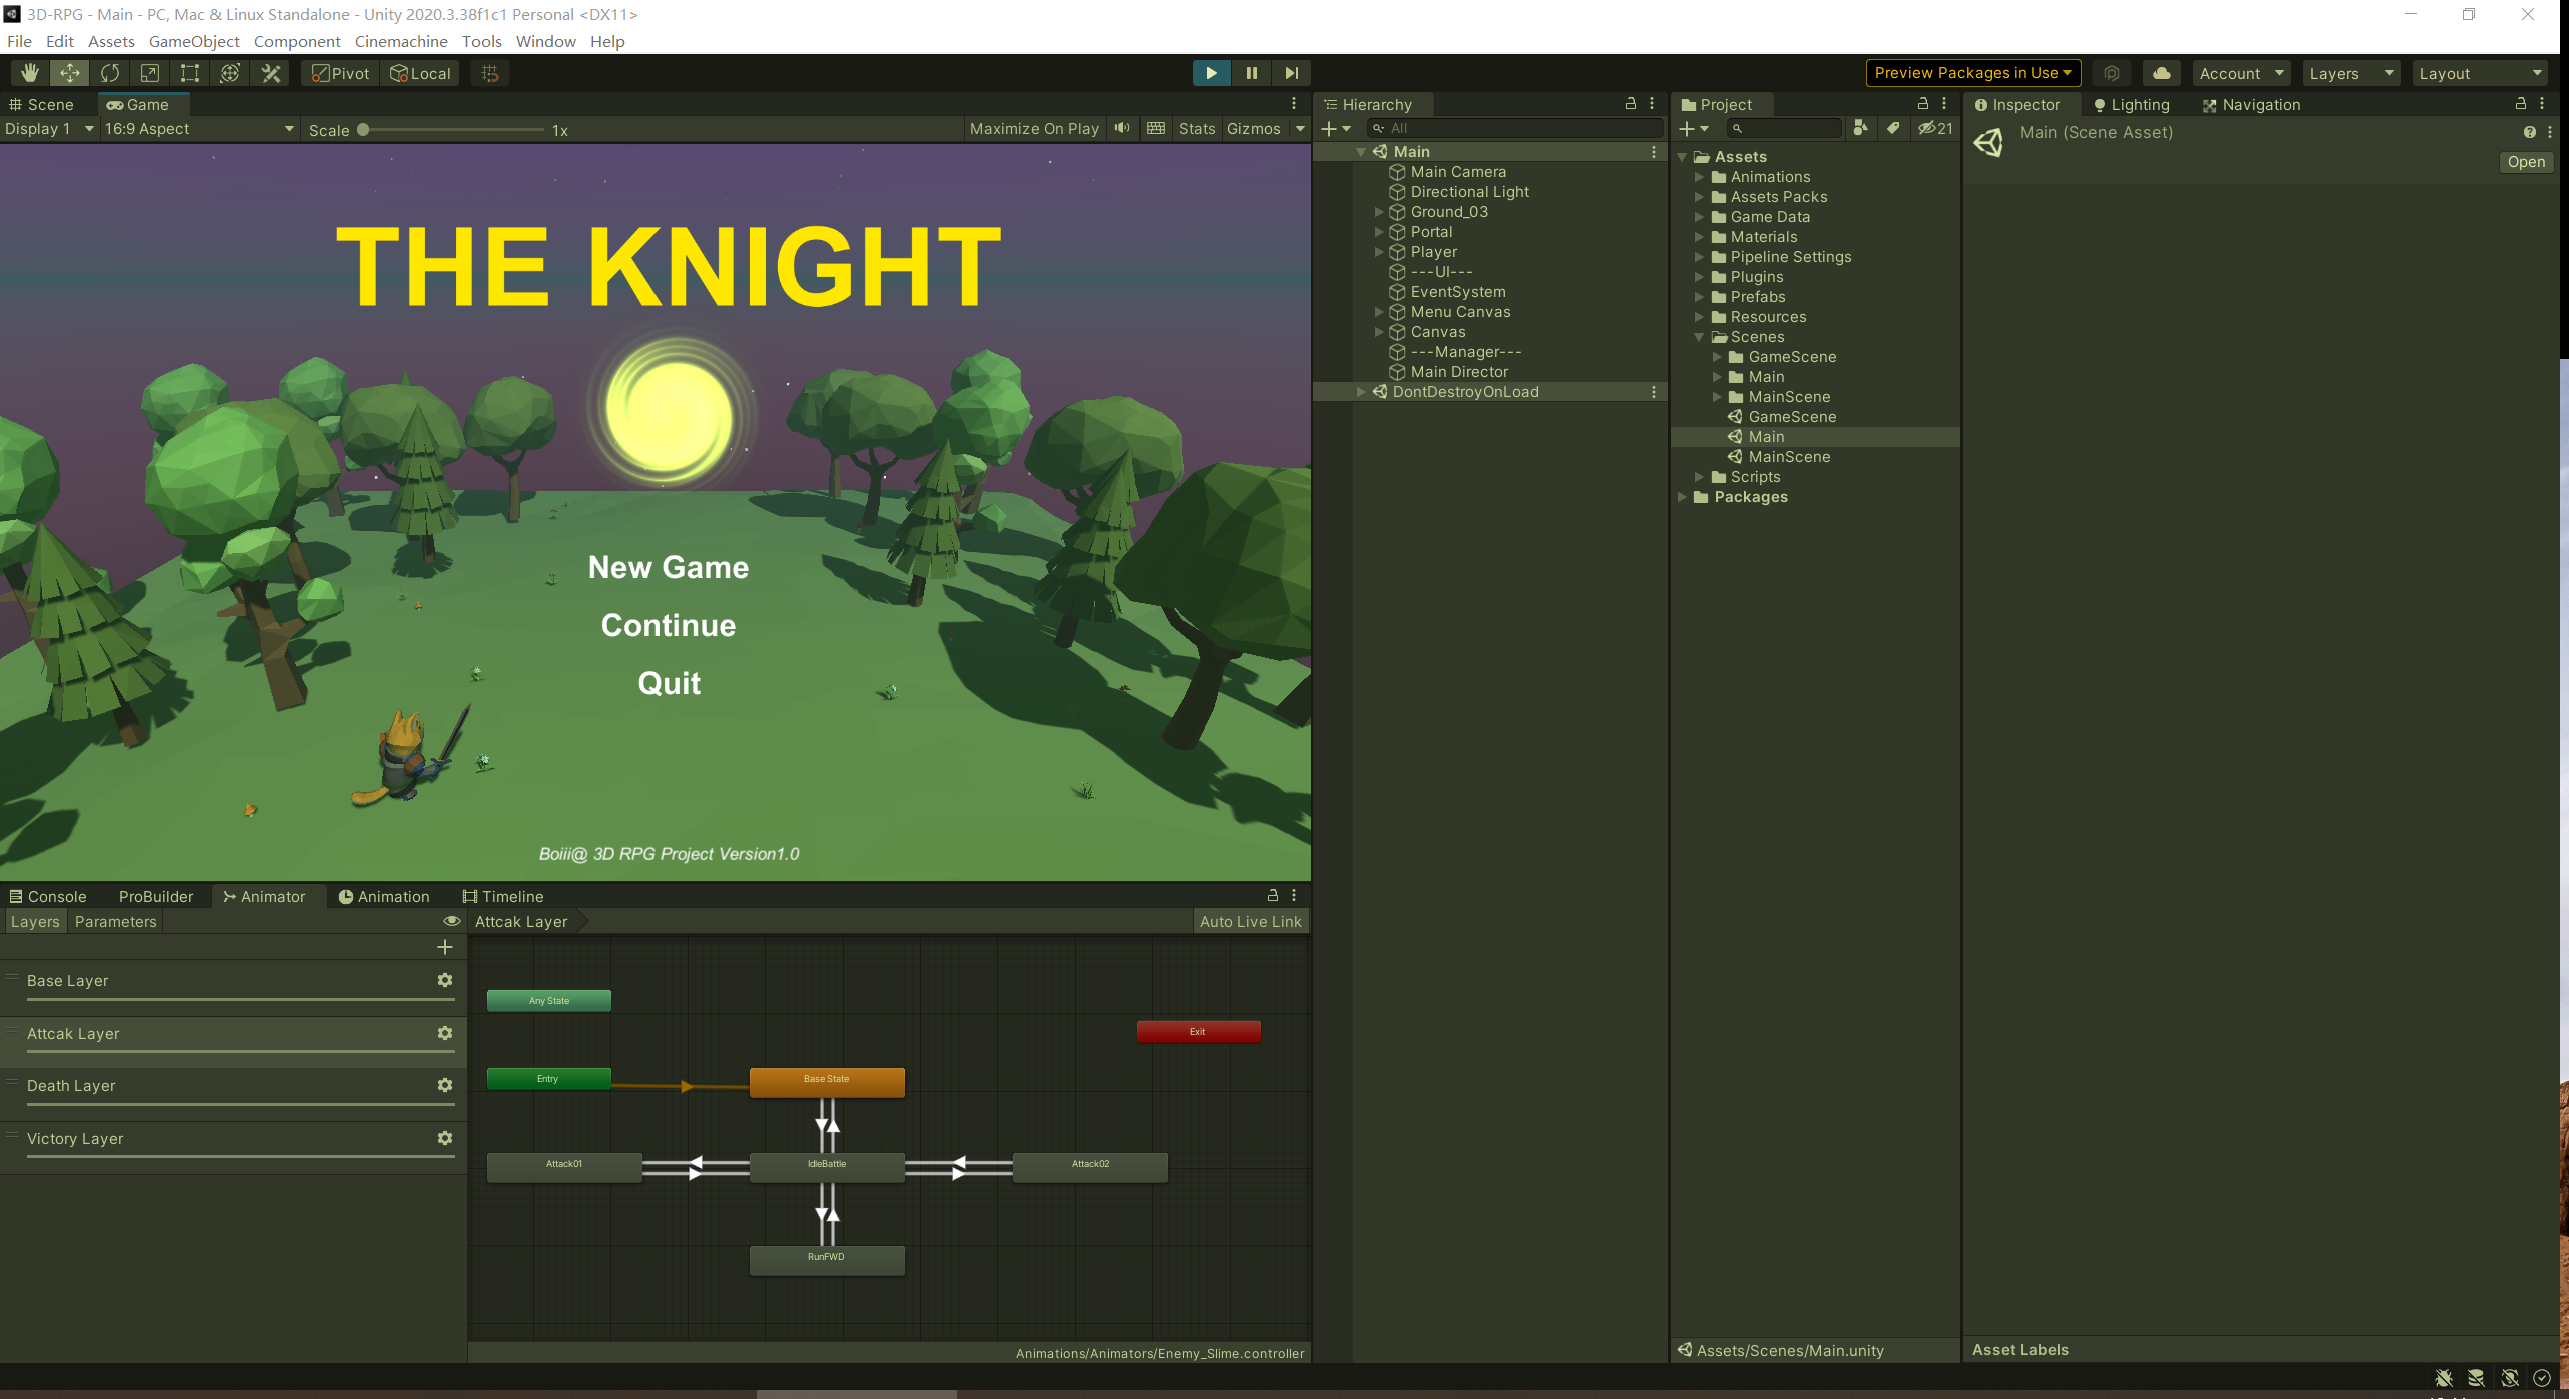 3D-RPG - Main - PC, Mac & Linux Standalone - Unity 2020.3.38f1c1 Personal <DX11>
File Edit Assets GameObject Component Cinemachine Tools Window Help
Pivot Local
Preview Packages in Use Account Layers Layout
Scene Game
Display 1 16:9 Aspect Scale 1x Maximize On Play Stats Gizmos
THE KNIGHT
New Game
Continue
Quit
Boiii@ 3D RPG Project Version1.0
Hierarchy
All
Main
Main Camera
Directional Light
Ground_03
Portal
Player
---UI---
EventSystem
Menu Canvas
Canvas
---Manager---
Main Director
DontDestroyOnLoad
Project
21
Assets
Animations
Assets Packs
Game Data
Materials
Pipeline Settings
Plugins
Prefabs
Resources
Scenes
GameScene
Main
MainScene
GameScene
Main
MainScene
Scripts
Packages
Assets/Scenes/Main.unity
Inspector Lighting Navigation
Main (Scene Asset)
Open
Asset Labels
Console ProBuilder Animator Animation Timeline
Layers Parameters Attcak Layer Auto Live Link
Base Layer
Attcak Layer
Death Layer
Victory Layer
Any State
Exit
Entry
Base State
Attack01
IdleBattle
Attack02
RunFWD
Animations/Animators/Enemy_Slime.controller